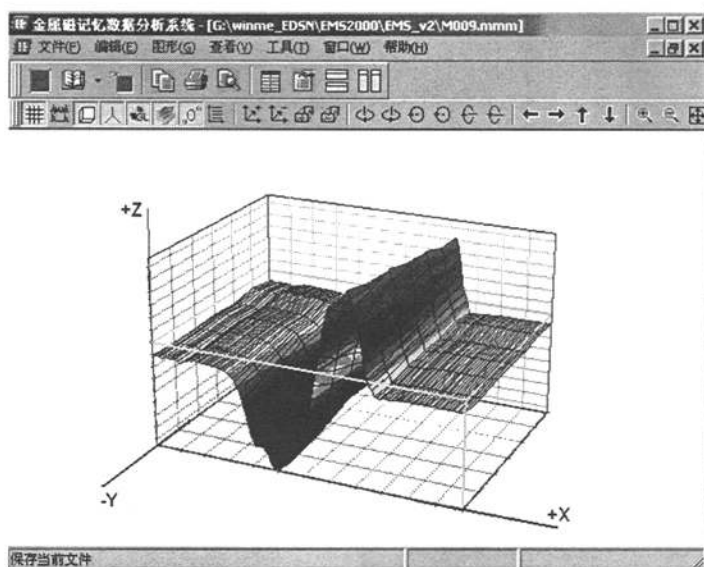 金属磁记忆数据分析系统 - [G:\winme_EDSN\EMS2000\EMS_v2\M009.mmm]
文件(F) 编辑(E) 图形(G) 查看(V) 工具(T) 窗口(W) 帮助(H)
+Z
-Y
+X
保存当前文件